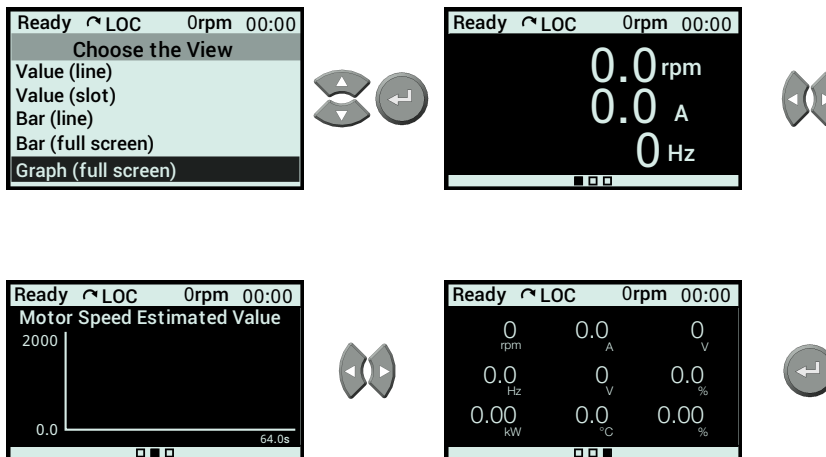 Ready LOC 0rpm 00:00
Choose the View
Value (line)
Value (slot)
Bar (line)
Bar (full screen)
Graph (full screen)
Ready LOC 0rpm 00:00
0.0 rpm
0.0 A
0 Hz
Ready LOC 0rpm 00:00
Motor Speed Estimated Value
2000
0.0
64.0s
Ready LOC 0rpm 00:00
0 rpm 0.0 A 0 V
0.0 Hz 0 V 0.0 %
0.00 kW 0.0 °C 0.00 %